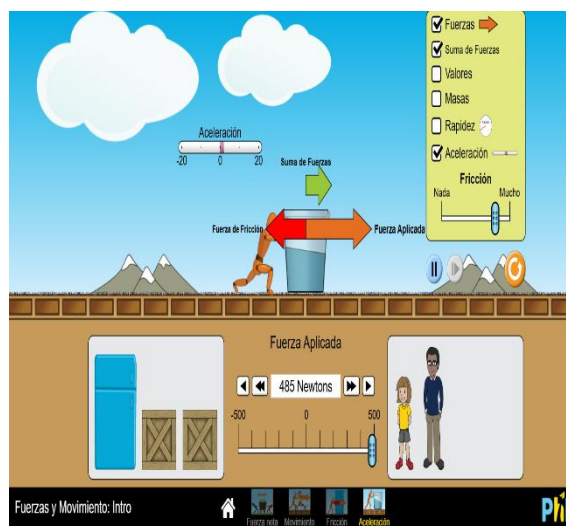 Fuerzas
Suma de Fuerzas
Valores
Masas
Rapidez
Aceleración
Fricción
Nada Mucho
Aceleración
-20 0 20
Suma de Fuerzas
Fuerza de Fricción
Fuerza Aplicada
Fuerza Aplicada
485 Newtons
-500 0 500
Fuerzas y Movimiento: Intro
Fuerza neta Movimiento Fricción Aceleración